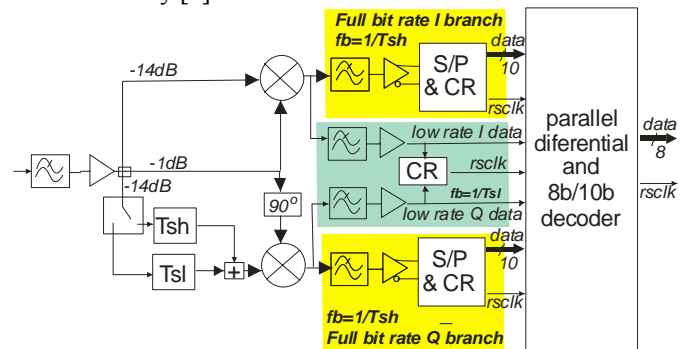 y [ ]
Full bit rate I branch
fb=1/Tsh
data
10
S/P
& CR
rsclk
-14dB
low rate I data
-1dB
CR
rsclk
-14dB
fb=1/Tsl
90°
low rate Q data
Tsh
Tsl
+
data
10
S/P
& CR
rsclk
fb=1/Tsh
Full bit rate Q branch
parallel
diferential
and
8b/10b
decoder
data
8
rsclk